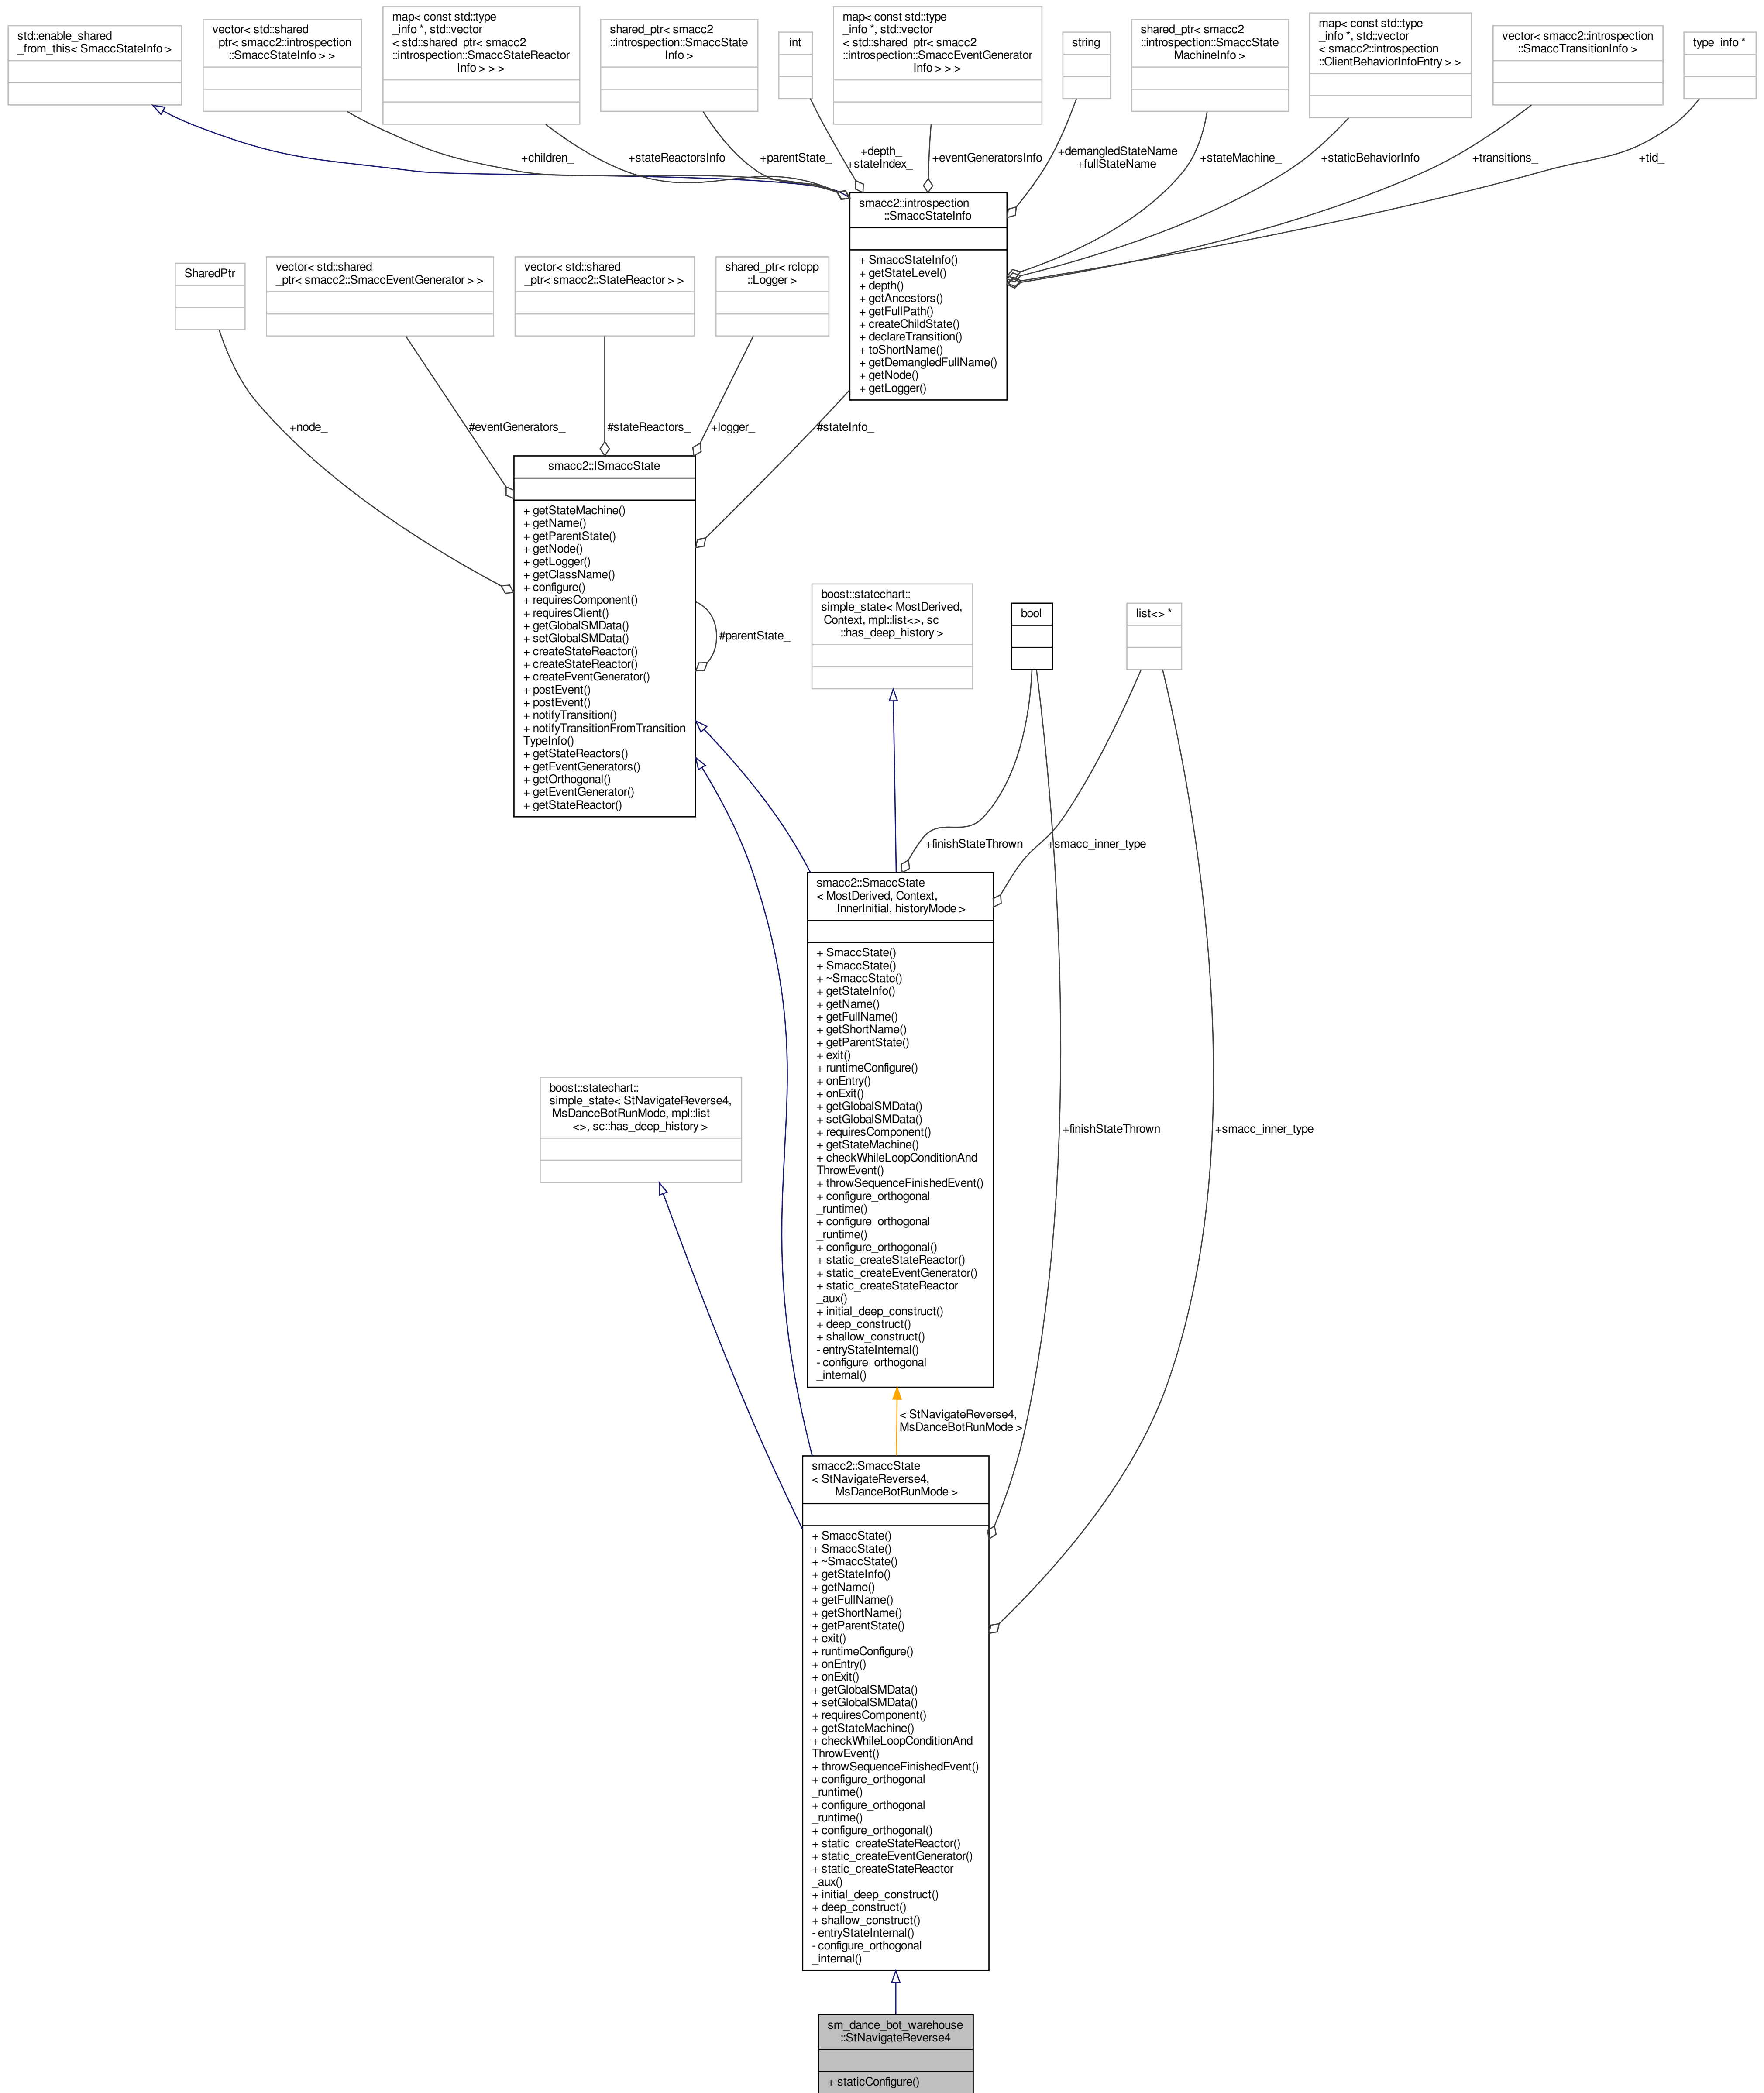 std::enable_shared
_from_this< SmaccStateInfo >
vector< std::shared
_ptr< smacc2::introspection
::SmaccStateInfo > >
map< const std::type
_info *, std::vector
< std::shared_ptr< smacc2
::introspection::SmaccStateReactor
Info > > >
shared_ptr< smacc2
::introspection::SmaccState
Info >
int
map< const std::type
_info *, std::vector
< std::shared_ptr< smacc2
::introspection::SmaccEventGenerator
Info > > >
string
shared_ptr< smacc2
::introspection::SmaccState
MachineInfo >
map< const std::type
_info *, std::vector
< smacc2::introspection
::ClientBehaviorInfoEntry > >
vector< smacc2::introspection
::SmaccTransitionInfo >
type_info *
+children_
+stateReactorsInfo
+parentState_
+depth_
+stateIndex_
+eventGeneratorsInfo
+demangledStateName
+fullStateName
+stateMachine_
+staticBehaviorInfo
+transitions_
+tid_
smacc2::introspection
::SmaccStateInfo
+ SmaccStateInfo()
+ getStateLevel()
+ depth()
+ getAncestors()
+ getFullPath()
+ createChildState()
+ declareTransition()
+ toShortName()
+ getDemangledFullName()
+ getNode()
+ getLogger()
SharedPtr
vector< std::shared
_ptr< smacc2::SmaccEventGenerator > >
vector< std::shared
_ptr< smacc2::StateReactor > >
shared_ptr< rclcpp
::Logger >
+node_
#eventGenerators_
#stateReactors_
+logger_
#stateInfo_
smacc2::ISmaccState
+ getStateMachine()
+ getName()
+ getParentState()
+ getNode()
+ getLogger()
+ getClassName()
+ configure()
+ requiresComponent()
+ requiresClient()
+ getGlobalSMData()
+ setGlobalSMData()
+ createStateReactor()
+ createStateReactor()
+ createEventGenerator()
+ postEvent()
+ postEvent()
+ notifyTransition()
+ notifyTransitionFromTransition
TypeInfo()
+ getStateReactors()
+ getEventGenerators()
+ getOrthogonal()
+ getEventGenerator()
+ getStateReactor()
#parentState_
boost::statechart::
simple_state< MostDerived,
Context, mpl::list<>, sc
::has_deep_history >
bool
list<> *
+finishStateThrown
+smacc_inner_type
smacc2::SmaccState
< MostDerived, Context,
InnerInitial, historyMode >
+ SmaccState()
+ SmaccState()
+ ~SmaccState()
+ getStateInfo()
+ getName()
+ getFullName()
+ getShortName()
+ getParentState()
+ exit()
+ runtimeConfigure()
+ onEntry()
+ onExit()
+ getGlobalSMData()
+ setGlobalSMData()
+ requiresComponent()
+ getStateMachine()
+ checkWhileLoopConditionAnd
ThrowEvent()
+ throwSequenceFinishedEvent()
+ configure_orthogonal
_runtime()
+ configure_orthogonal
_runtime()
+ configure_orthogonal()
+ static_createStateReactor()
+ static_createEventGenerator()
+ static_createStateReactor
_aux()
+ initial_deep_construct()
+ deep_construct()
+ shallow_construct()
- entryStateInternal()
- configure_orthogonal
_internal()
boost::statechart::
simple_state< StNavigateReverse4,
MsDanceBotRunMode, mpl::list
<>, sc::has_deep_history >
+finishStateThrown
+smacc_inner_type
< StNavigateReverse4,
MsDanceBotRunMode >
smacc2::SmaccState
< StNavigateReverse4,
MsDanceBotRunMode >
+ SmaccState()
+ SmaccState()
+ ~SmaccState()
+ getStateInfo()
+ getName()
+ getFullName()
+ getShortName()
+ getParentState()
+ exit()
+ runtimeConfigure()
+ onEntry()
+ onExit()
+ getGlobalSMData()
+ setGlobalSMData()
+ requiresComponent()
+ getStateMachine()
+ checkWhileLoopConditionAnd
ThrowEvent()
+ throwSequenceFinishedEvent()
+ configure_orthogonal
_runtime()
+ configure_orthogonal
_runtime()
+ configure_orthogonal()
+ static_createStateReactor()
+ static_createEventGenerator()
+ static_createStateReactor
_aux()
+ initial_deep_construct()
+ deep_construct()
+ shallow_construct()
- entryStateInternal()
- configure_orthogonal
_internal()
sm_dance_bot_warehouse
::StNavigateReverse4
+ staticConfigure()